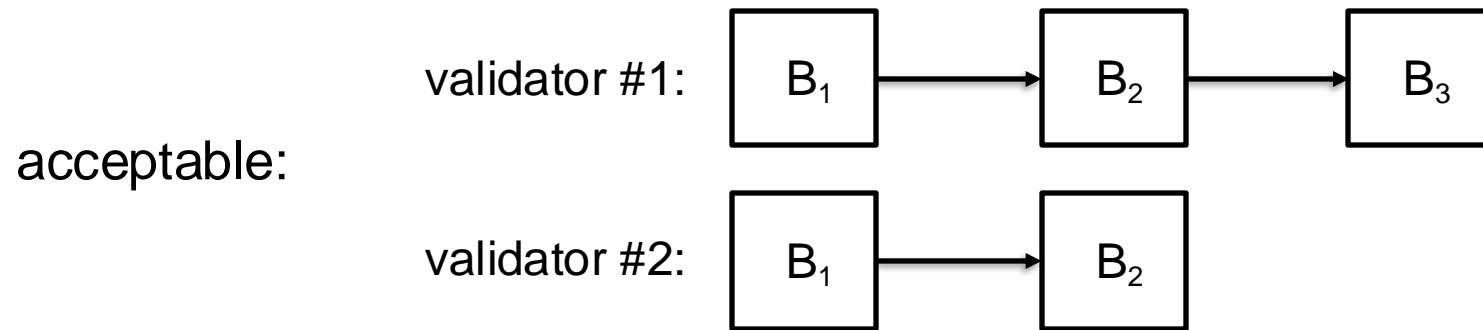 validator #1: B₁ B₂ B₃
acceptable:
validator #2: B₁ B₂